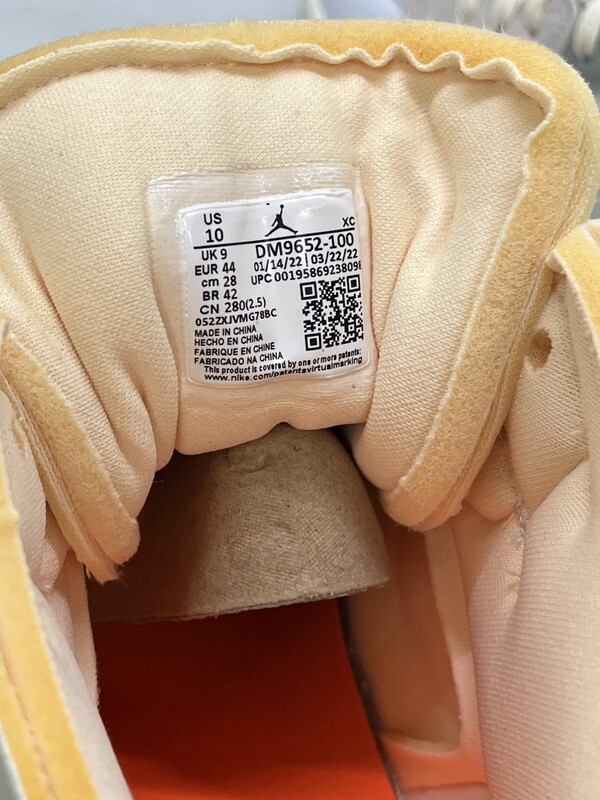 US
10
XC
DM9652-100
UK 9
01/14/22 | 03/22/22
EUR 44
UPC 00195869238098
cm 28
BR 42
CN 280(2.5)
052ZXJVMG78BC
MADE IN CHINA
HECHO EN CHINA
FABRIQUE EN CHINE
FABRICADO NA CHINA
This product is covered by one or more patents:
www.nike.com/patentsvirtualmarking